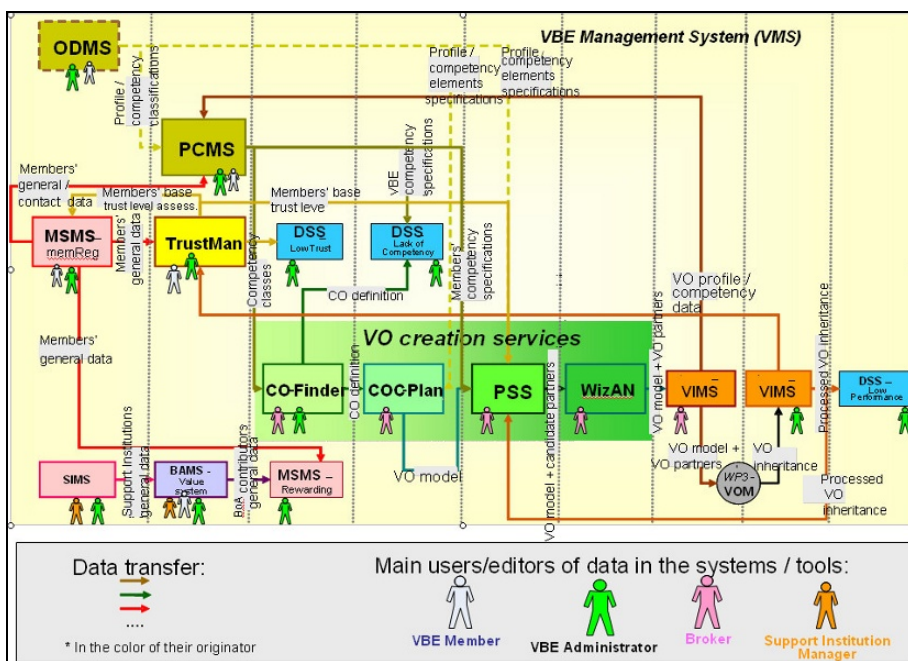 ODMS
VBE Management System (VMS)
Profile /
competency
elements
specifications
Profile /
competency
elements
specifications
Profile /
competency
classifications
PCMS
Members'
general /
contact data
Members' base
trust level assess.
Members' base
trust leve
VBE
competency
specifications
MSMS –
memReg
Members'
general data
TrustMan
DSS –
LowTrust
DSS –
Lack of
Competency
Competency
classes
Members'
competency
specifications
CO definition
VO profile /
competency
data
Members'
general data
VO creation services
CO-Finder
CO definition
COC-Plan
PSS
WizAN
VO model + VO partners
VIMS –
VIMS –
Processed VO inheritance
DSS –
Low
Performance
VO model
VO model + candidate partners
VO model +
VO partners
VO
inheritance
SIMS
Support Institutions
general data
BAMS –
Value
system
BoA contributors
general data
MSMS –
Rewarding
WP3 –
VOM
Processed
VO
inheritance
Data transfer:
....
* In the color of their originator
Main users/editors of data in the systems / tools:
VBE Member
VBE Administrator
Broker
Support Institution
Manager